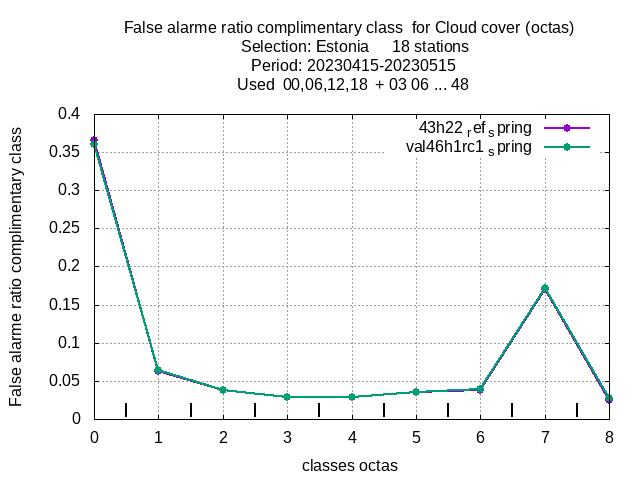 False alarme ratio complimentary class  for Cloud cover (octas)
Selection: Estonia     18 stations
Period: 20230415-20230515
Used  00,06,12,18  + 03 06 ... 48
43h22 refspring
val46h1rc1 spring
False alarme ratio complimentary class
0.4
0.35
0.3
0.25
0.2
0.15
0.1
0.05
0
0 1 2 3 4 5 6 7 8
classes octas